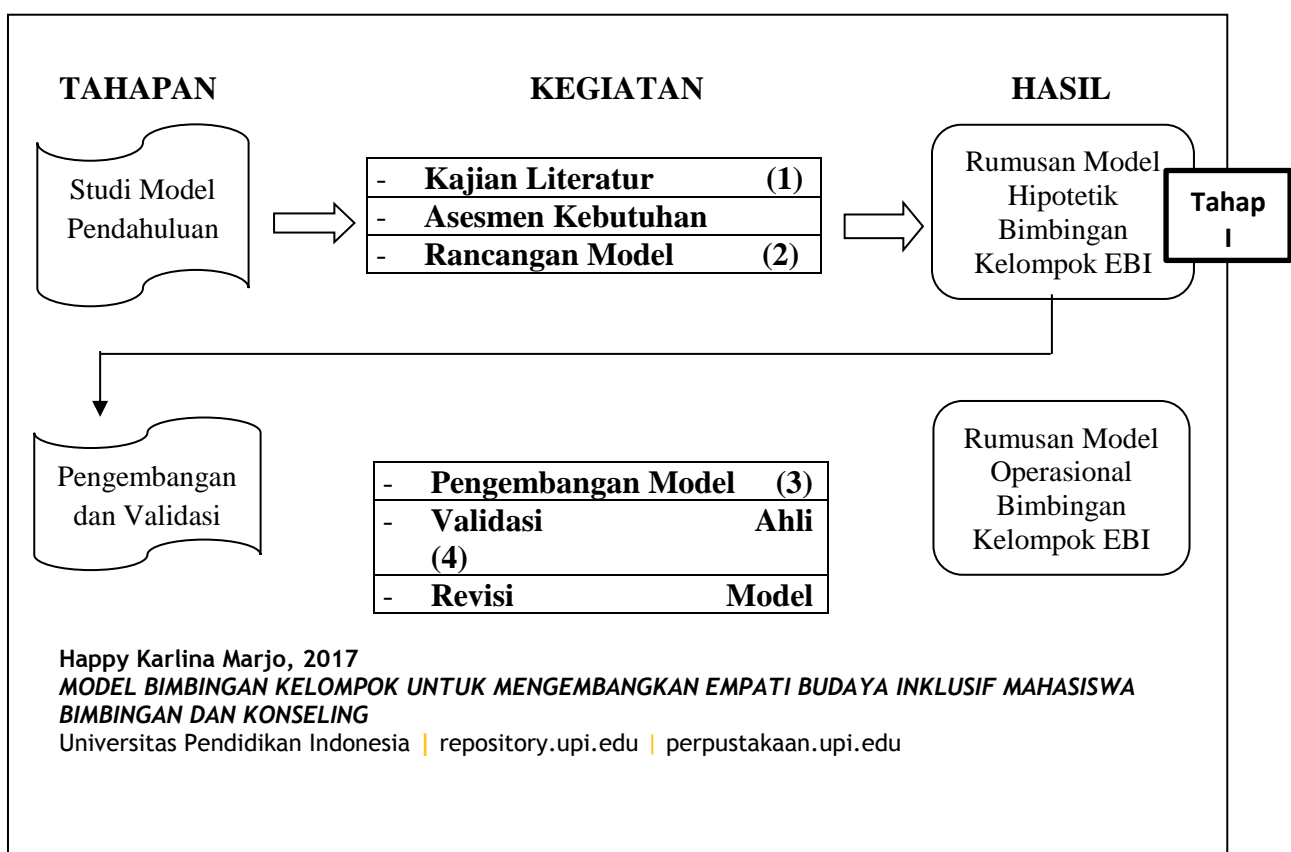 TAHAPAN KEGIATAN HASIL
Studi Model
Pendahuluan
- Kajian Literatur (1)
- Asesmen Kebutuhan
- Rancangan Model (2)
Rumusan Model
Hipotetik
Bimbingan
Kelompok EBI
Tahap
I
Pengembangan
dan Validasi
- Pengembangan Model (3)
- Validasi Ahli
(4)
- Revisi Model
Rumusan Model
Operasional
Bimbingan
Kelompok EBI
Happy Karlina Marjo, 2017
MODEL BIMBINGAN KELOMPOK UNTUK MENGEMBANGKAN EMPATI BUDAYA INKLUSIF MAHASISWA
BIMBINGAN DAN KONSELING
Universitas Pendidikan Indonesia | repository.upi.edu | perpustakaan.upi.edu